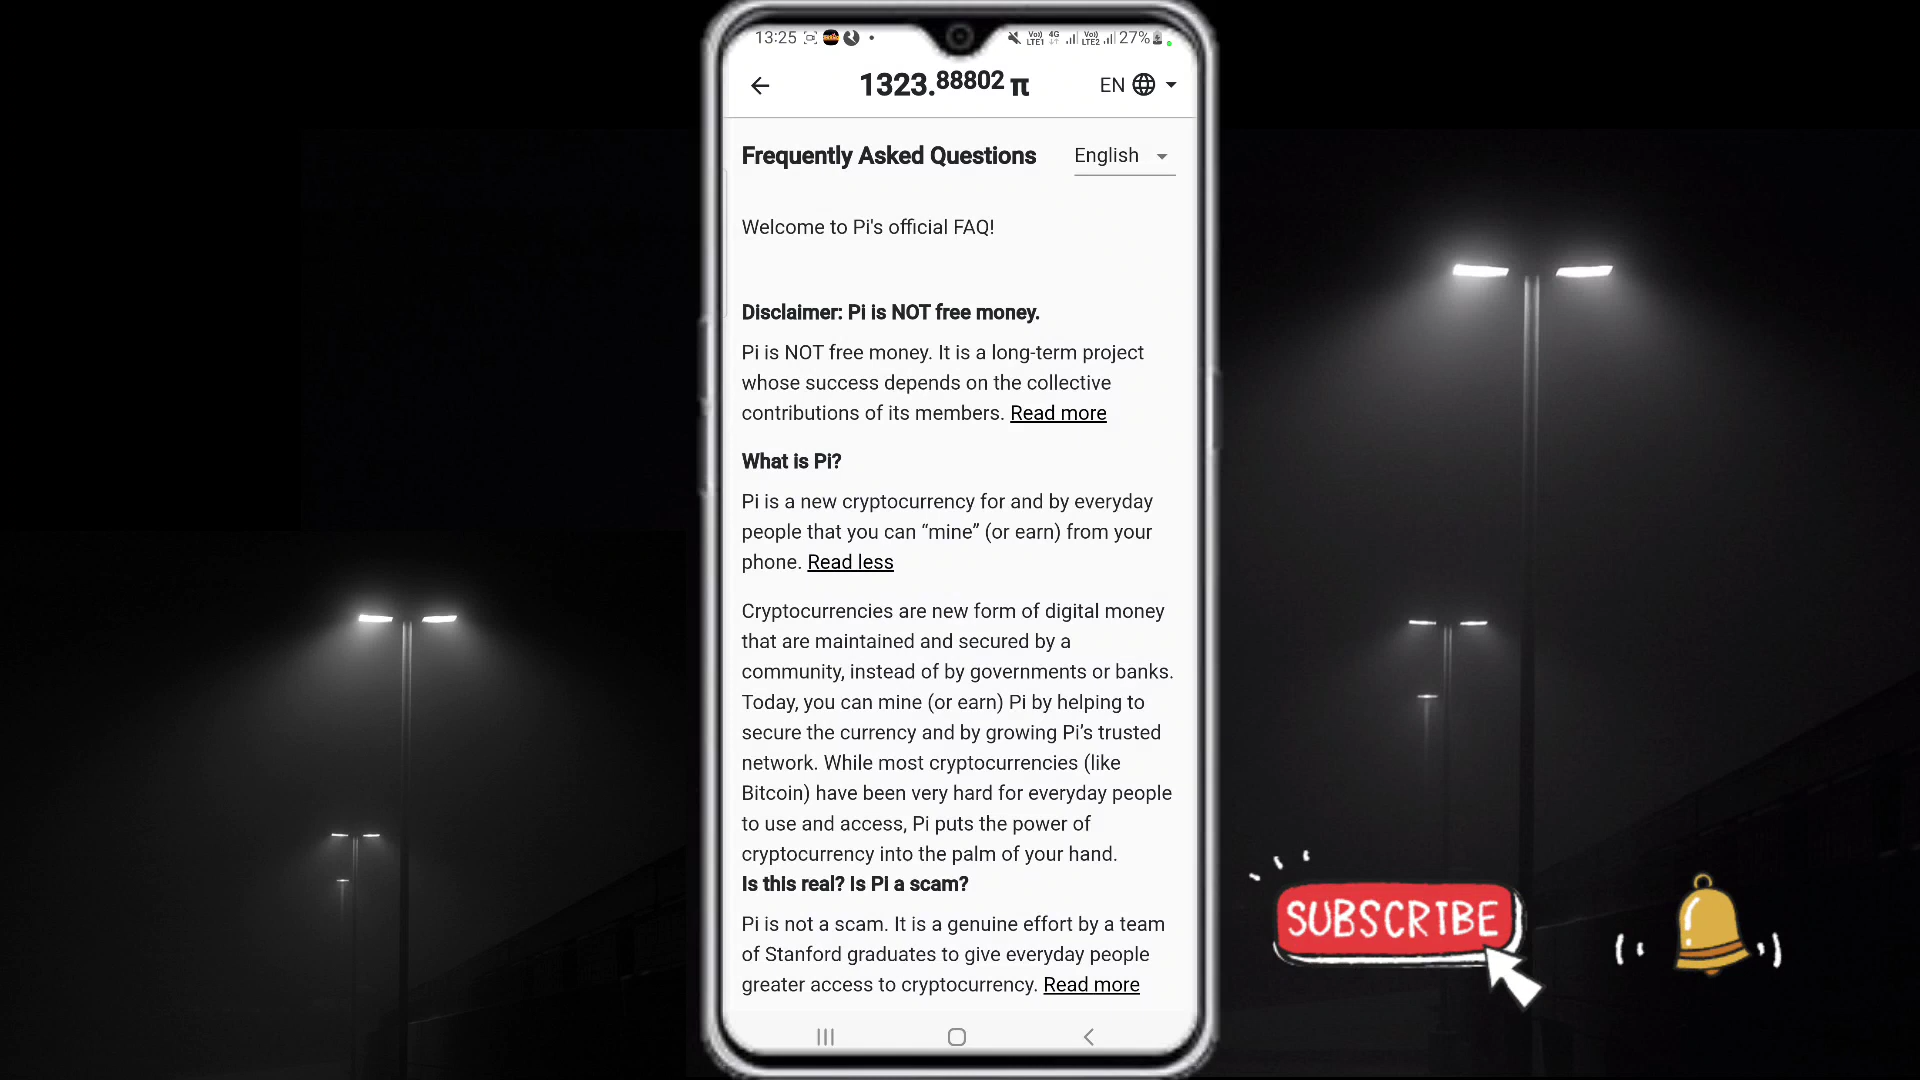 13:25
Vo)) 4G Vo))
LTE1 LTE2 27%
1323.88802 π
EN
Frequently Asked Questions
English
Welcome to Pi's official FAQ!
Disclaimer: Pi is NOT free money.
Pi is NOT free money. It is a long-term project
whose success depends on the collective
contributions of its members. Read more
What is Pi?
Pi is a new cryptocurrency for and by everyday
people that you can “mine” (or earn) from your
phone. Read less
Cryptocurrencies are new form of digital money
that are maintained and secured by a
community, instead of by governments or banks.
Today, you can mine (or earn) Pi by helping to
secure the currency and by growing Pi’s trusted
network. While most cryptocurrencies (like
Bitcoin) have been very hard for everyday people
to use and access, Pi puts the power of
cryptocurrency into the palm of your hand.
Is this real? Is Pi a scam?
Pi is not a scam. It is a genuine effort by a team
of Stanford graduates to give everyday people
greater access to cryptocurrency. Read more
SUBSCRIBE